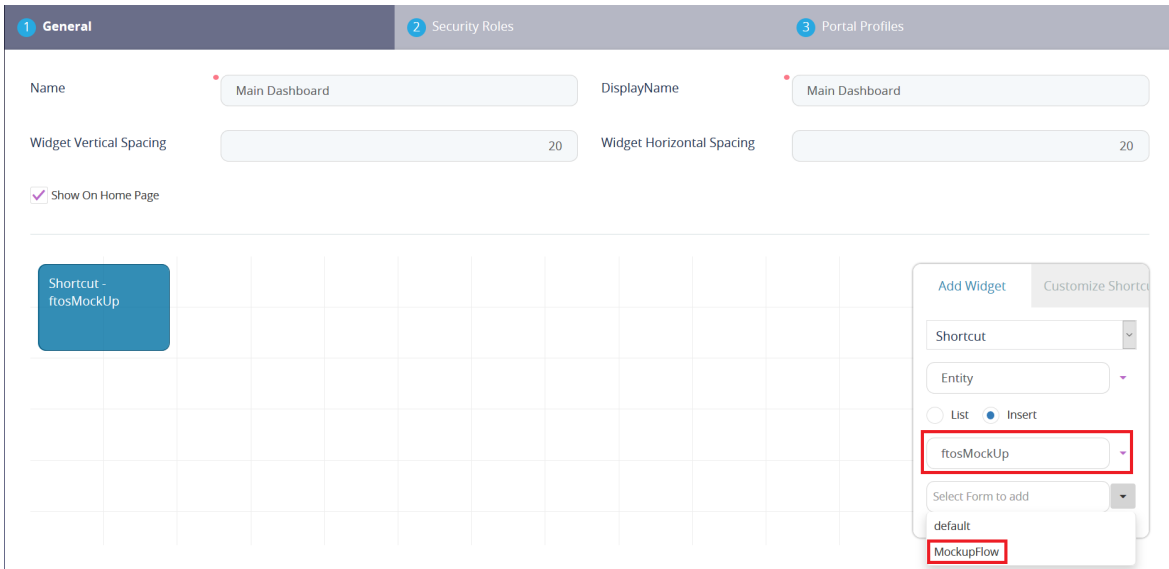 1 General
2 Security Roles
3 Portal Profiles
Name
Main Dashboard
DisplayName
Main Dashboard
Widget Vertical Spacing
20
Widget Horizontal Spacing
20
Show On Home Page
Shortcut -
ftosMockUp
Add Widget
Customize Shortcu
Shortcut
Entity
List
Insert
ftosMockUp
Select Form to add
default
MockupFlow